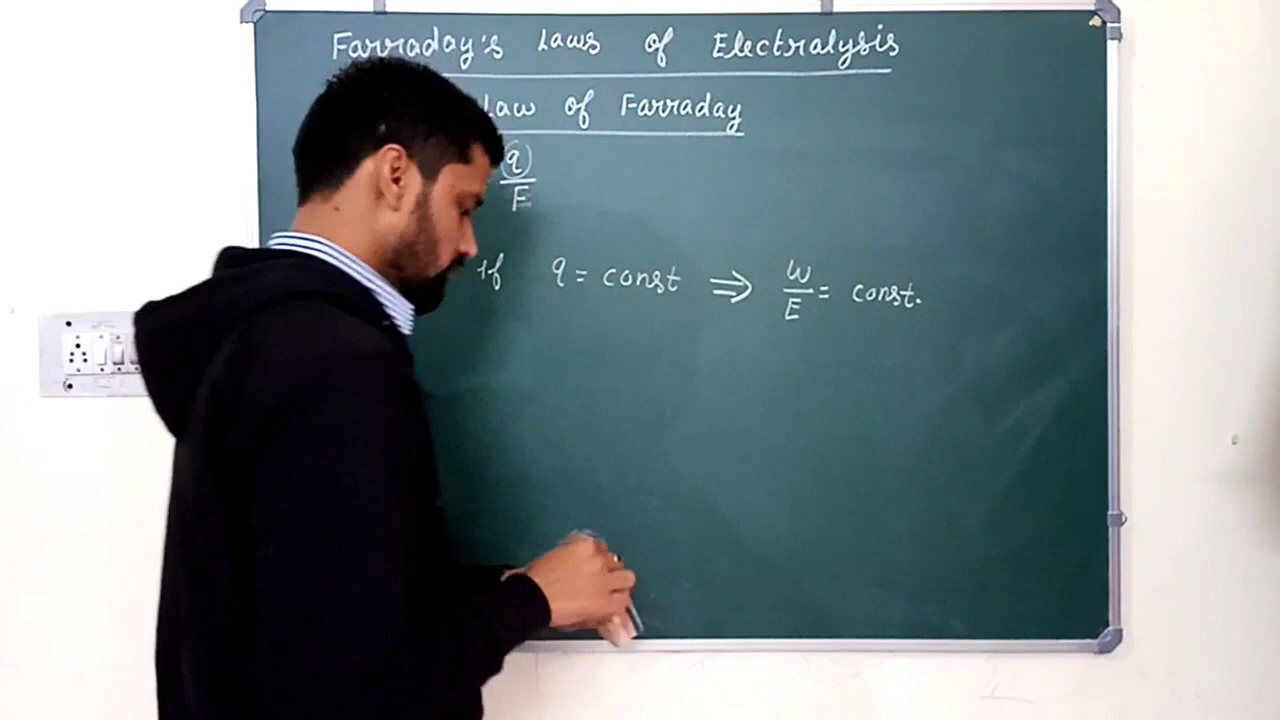 Farraday's Laws of Electralysis
Law of Farraday
(q)
F
If q = const ⇒ W/E = const.